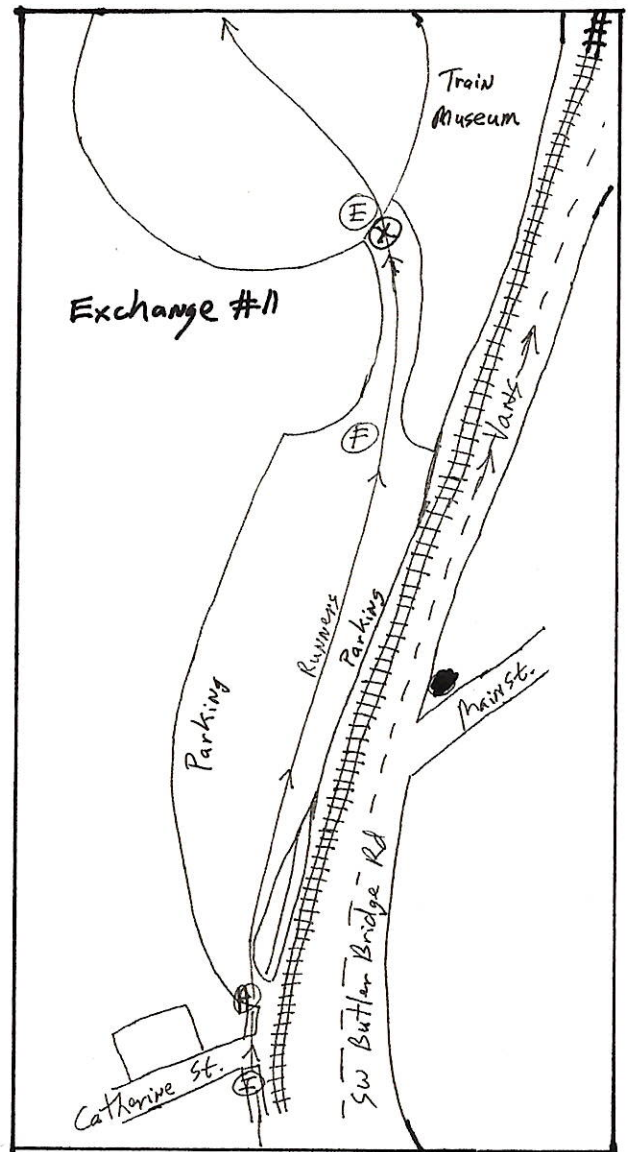 Train
Museum
E
X
Exchange #11
Vans
F
Runners
Parking
Parking
Main St.
SW Butler Bridge Rd
Catherine St.